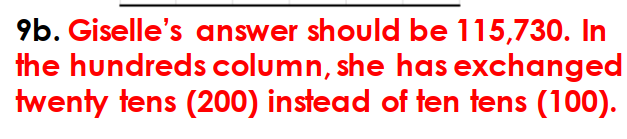 9b. Giselle's answer should be 115,730. In
the hundreds column, she has exchanged
twenty tens (200) instead of ten tens (100).